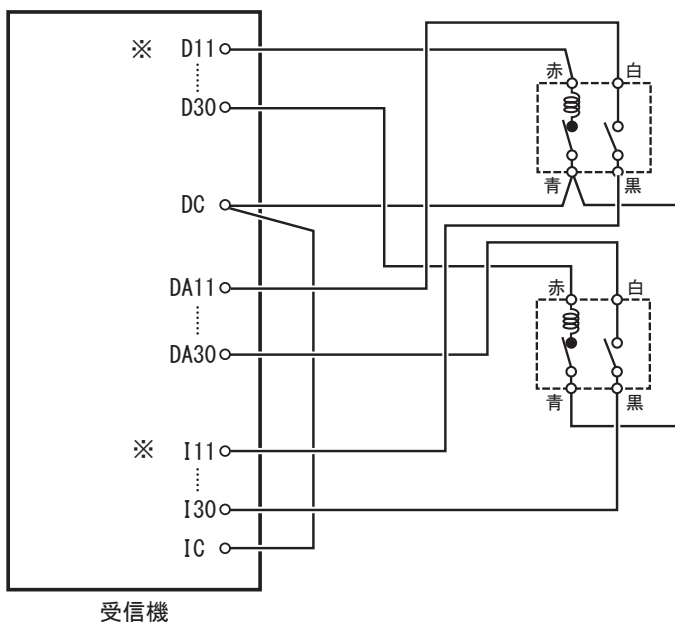 ※ D11
D30
DC
DA11
DA30
※ I11
I30
IC
受信機
赤 白
青 黒
赤 白
青 黒